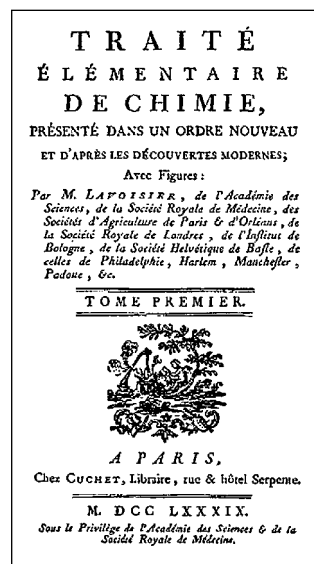 TRAITÉ
ÉLÉMENTAIRE
DE CHIMIE,
PRÉSENTÉ DANS UN ORDRE NOUVEAU
ET D'APRÈS LES DÉCOUVERTES MODERNES;
Avec Figures :
Par M. LAVOISIER, de l'Académie des
Sciences, de la Société Royale de Médecine, des
Sociétés d'Agriculture de Paris & d'Orléans, de
la Société Royale de Londres, de l'Institut de
Bologne, de la Société Helvétique de Basle, de
celles de Philadelphie, Harlem, Manchester,
Padoue, &c.
TOME PREMIER.
A PARIS,
Chez CUCHET, Libraire, rue & hôtel Serpente.
M. DCC LXXXIX.
Sous le Privilège de l'Académie des Sciences & de la
Société Royale de Médecine.